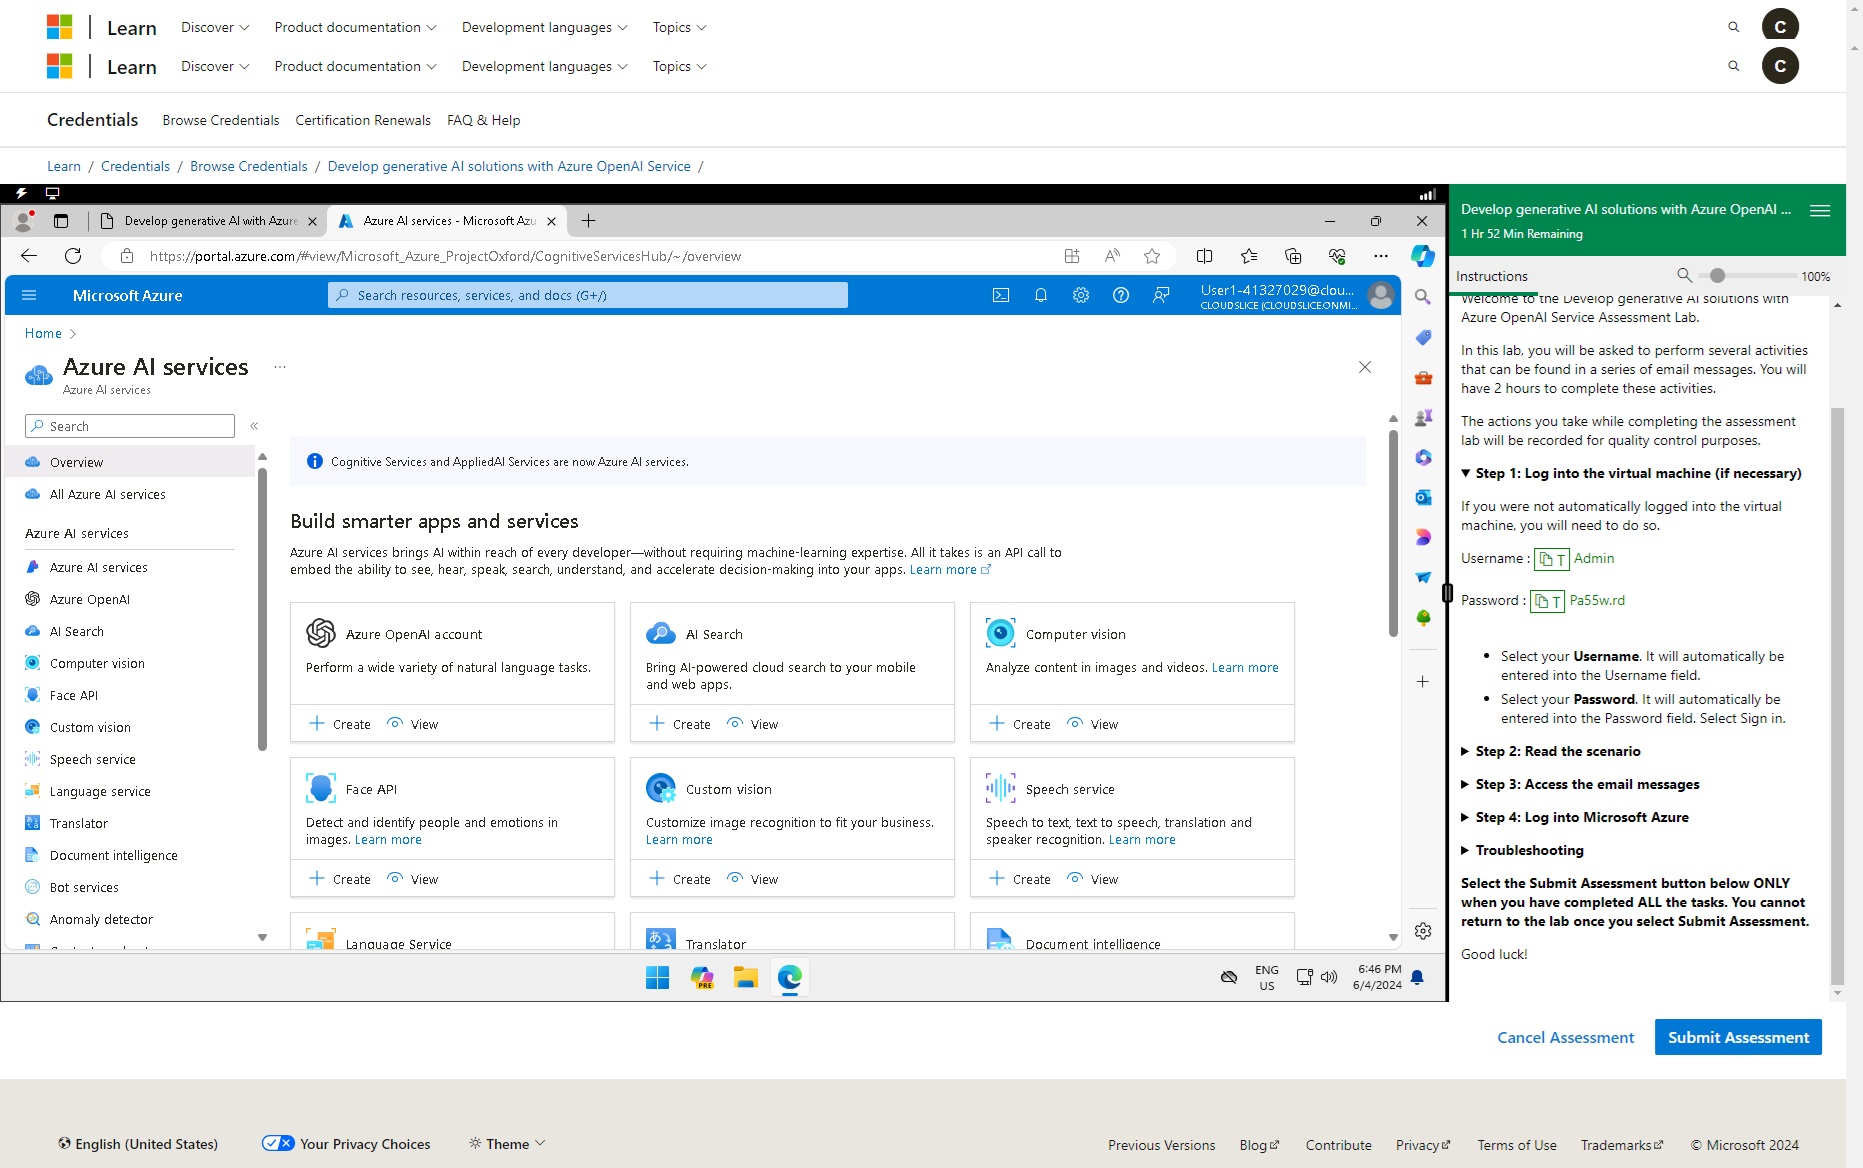 Learn Discover Product documentation Development languages Topics C
Learn Discover Product documentation Development languages Topics C
Credentials Browse Credentials Certification Renewals FAQ & Help
Learn / Credentials / Browse Credentials / Develop generative AI solutions with Azure OpenAI Service /
Develop generative AI with Azure
Azure AI services - Microsoft Azu
https://portal.azure.com/#view/Microsoft_Azure_ProjectOxford/CognitiveServicesHub/~/overview
Microsoft Azure
Search resources, services, and docs (G+/)
User1-41327029@clou...
CLOUDSLICE (CLOUDSLICE.ONMI...
Home
Azure AI services ...
Azure AI services
Search
Overview
All Azure AI services
Azure AI services
Azure AI services
Azure OpenAI
AI Search
Computer vision
Face API
Custom vision
Speech service
Language service
Translator
Document intelligence
Bot services
Anomaly detector
Cognitive Services and AppliedAI Services are now Azure AI services.
Build smarter apps and services
Azure AI services brings AI within reach of every developer—without requiring machine-learning expertise. All it takes is an API call to
embed the ability to see, hear, speak, search, understand, and accelerate decision-making into your apps. Learn more
Azure OpenAI account
Perform a wide variety of natural language tasks.
Create View
AI Search
Bring AI-powered cloud search to your mobile
and web apps.
Create View
Computer vision
Analyze content in images and videos. Learn more
Create View
Face API
Detect and identify people and emotions in
images. Learn more
Create View
Custom vision
Customize image recognition to fit your business.
Learn more
Create View
Speech service
Speech to text, text to speech, translation and
speaker recognition. Learn more
Create View
Language Service
Translator
Document intelligence
PRE
ENG
US
6:46 PM
6/4/2024
Develop generative AI solutions with Azure OpenAI ...
1 Hr 52 Min Remaining
Instructions 100%
Welcome to the Develop generative AI solutions with
Azure OpenAI Service Assessment Lab.
In this lab, you will be asked to perform several activities
that can be found in a series of email messages. You will
have 2 hours to complete these activities.
The actions you take while completing the assessment
lab will be recorded for quality control purposes.
Step 1: Log into the virtual machine (if necessary)
If you were not automatically logged into the virtual
machine, you will need to do so.
Username : T Admin
Password : T Pa55w.rd
• Select your Username. It will automatically be
entered into the Username field.
• Select your Password. It will automatically be
entered into the Password field. Select Sign in.
Step 2: Read the scenario
Step 3: Access the email messages
Step 4: Log into Microsoft Azure
Troubleshooting
Select the Submit Assessment button below ONLY
when you have completed ALL the tasks. You cannot
return to the lab once you select Submit Assessment.
Good luck!
Cancel Assessment Submit Assessment
English (United States) Your Privacy Choices Theme
Previous Versions Blog Contribute Privacy Terms of Use Trademarks © Microsoft 2024